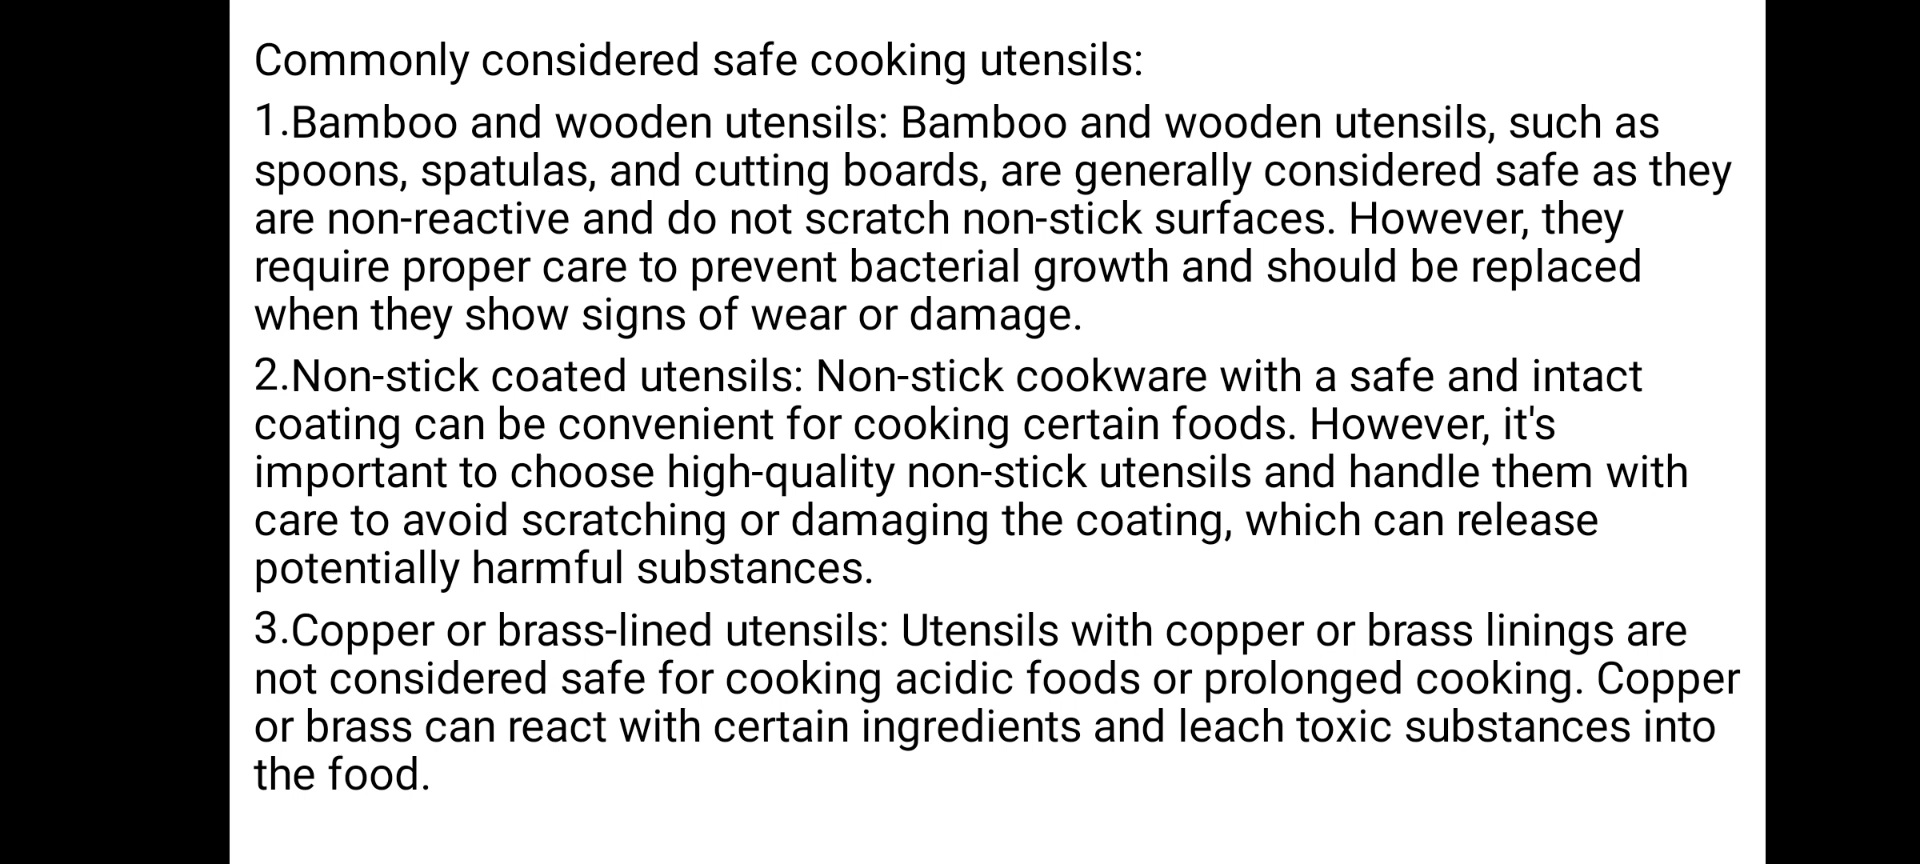 Commonly considered safe cooking utensils:
1.Bamboo and wooden utensils: Bamboo and wooden utensils, such as
spoons, spatulas, and cutting boards, are generally considered safe as they
are non-reactive and do not scratch non-stick surfaces. However, they
require proper care to prevent bacterial growth and should be replaced
when they show signs of wear or damage.
2.Non-stick coated utensils: Non-stick cookware with a safe and intact
coating can be convenient for cooking certain foods. However, it's
important to choose high-quality non-stick utensils and handle them with
care to avoid scratching or damaging the coating, which can release
potentially harmful substances.
3.Copper or brass-lined utensils: Utensils with copper or brass linings are
not considered safe for cooking acidic foods or prolonged cooking. Copper
or brass can react with certain ingredients and leach toxic substances into
the food.